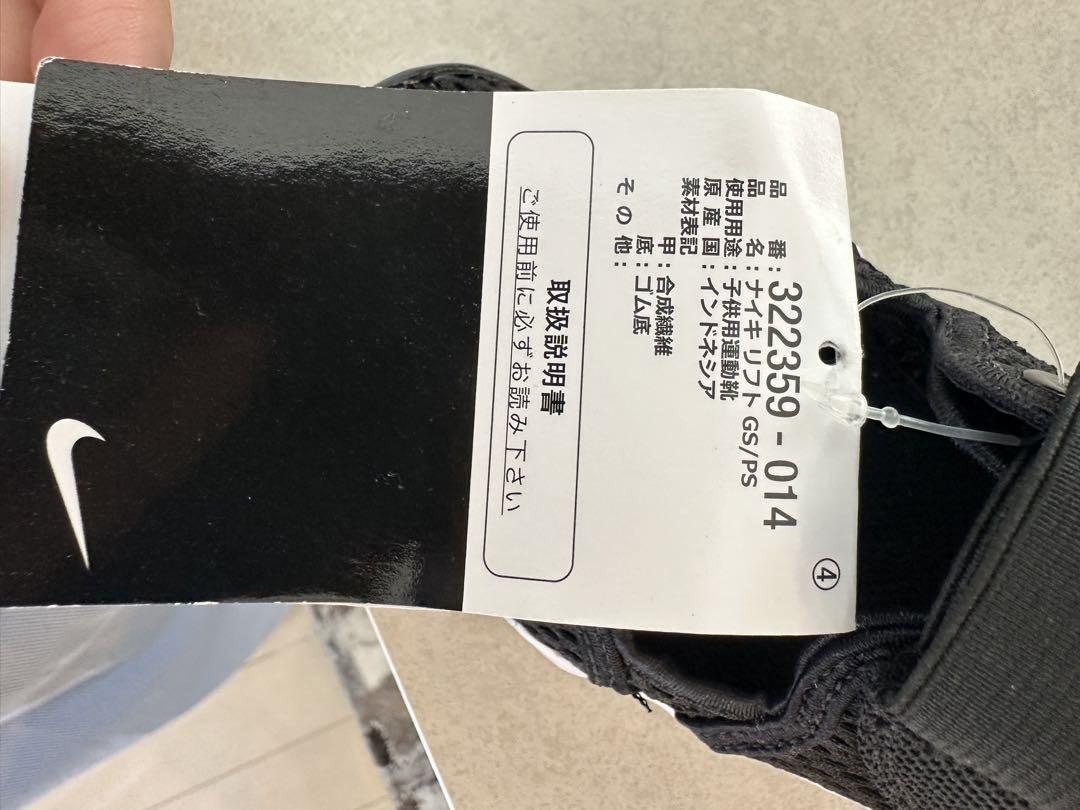 ④
品番：322359-014
品名：ナイキ リフト GS/PS
使用用途：子供用運動靴
原産国：インドネシア
素材表記
甲：合成繊維
底：ゴム底
その他：
取扱説明書
ご使用前に必ずお読み下さい